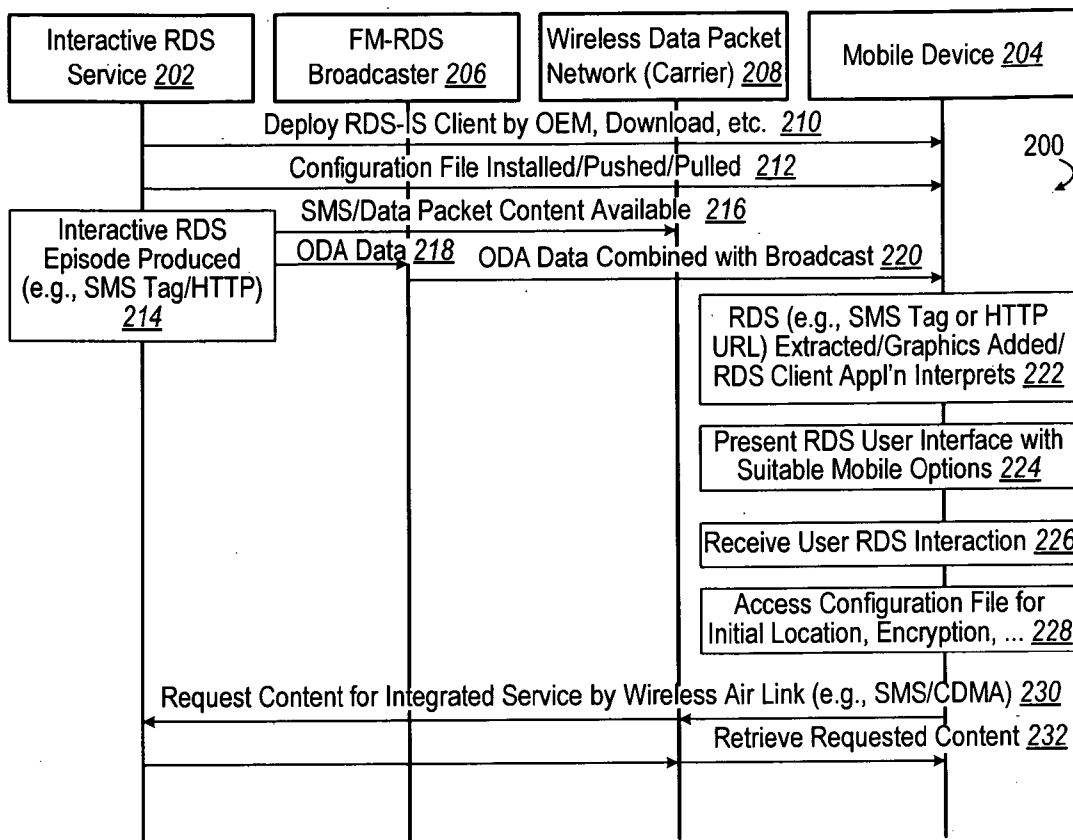 Interactive RDS
Service 202
FM-RDS
Broadcaster 206
Wireless Data Packet
Network (Carrier) 208
Mobile Device 204
Deploy RDS-IS Client by OEM, Download, etc. 210
200
Configuration File Installed/Pushed/Pulled 212
SMS/Data Packet Content Available 216
Interactive RDS
Episode Produced
(e.g., SMS Tag/HTTP)
214
ODA Data 218
ODA Data Combined with Broadcast 220
RDS (e.g., SMS Tag or HTTP
URL) Extracted/Graphics Added/
RDS Client Appl'n Interprets 222
Present RDS User Interface with
Suitable Mobile Options 224
Receive User RDS Interaction 226
Access Configuration File for
Initial Location, Encryption, ... 228
Request Content for Integrated Service by Wireless Air Link (e.g., SMS/CDMA) 230
Retrieve Requested Content 232